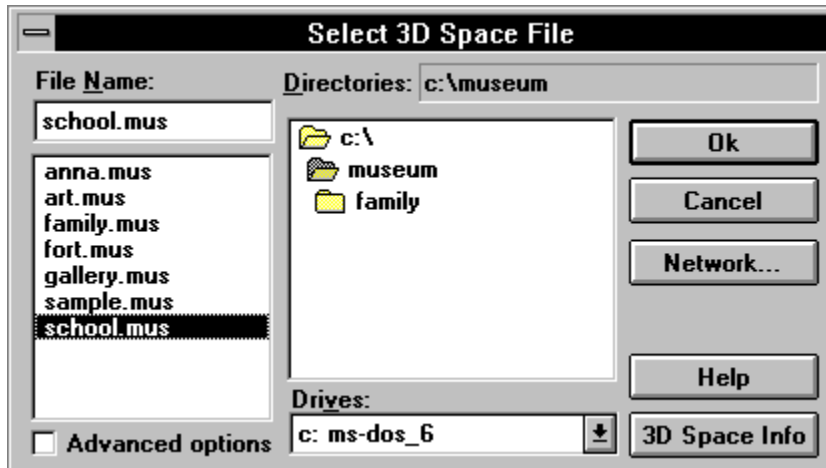 Select 3D Space File
File Name:
school.mus
anna.mus
art.mus
family.mus
fort.mus
gallery.mus
sample.mus
school.mus
Advanced options
Directories: c:\museum
c:\
museum
family
Drives:
c: ms-dos_6
Ok
Cancel
Network...
Help
3D Space Info